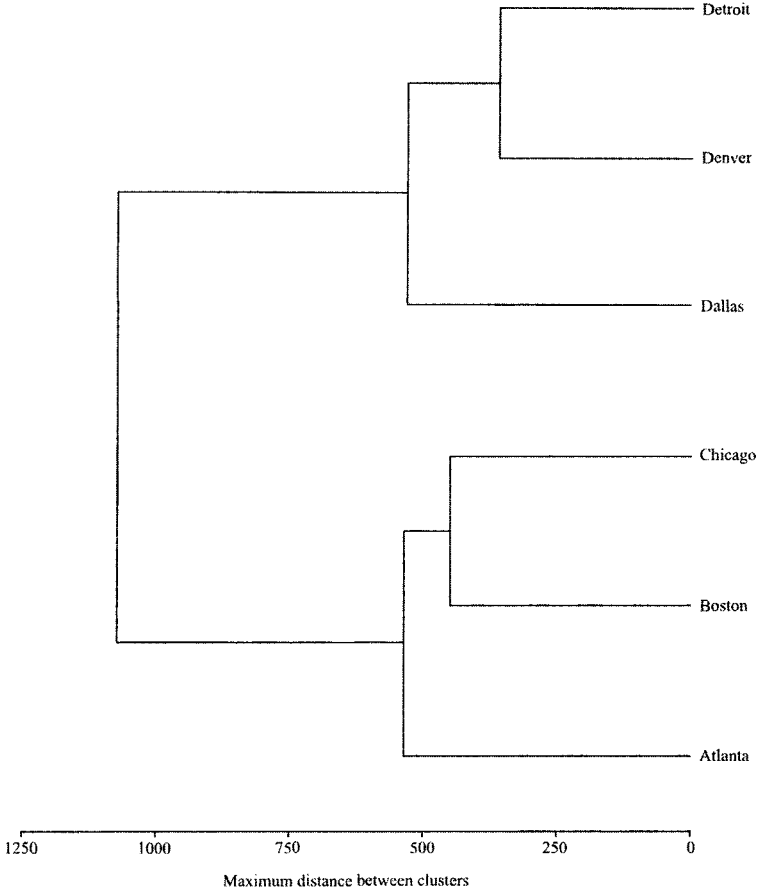 Detroit
Denver
Dallas
Chicago
Boston
Atlanta
1250 1000 750 500 250 0
Maximum distance between clusters